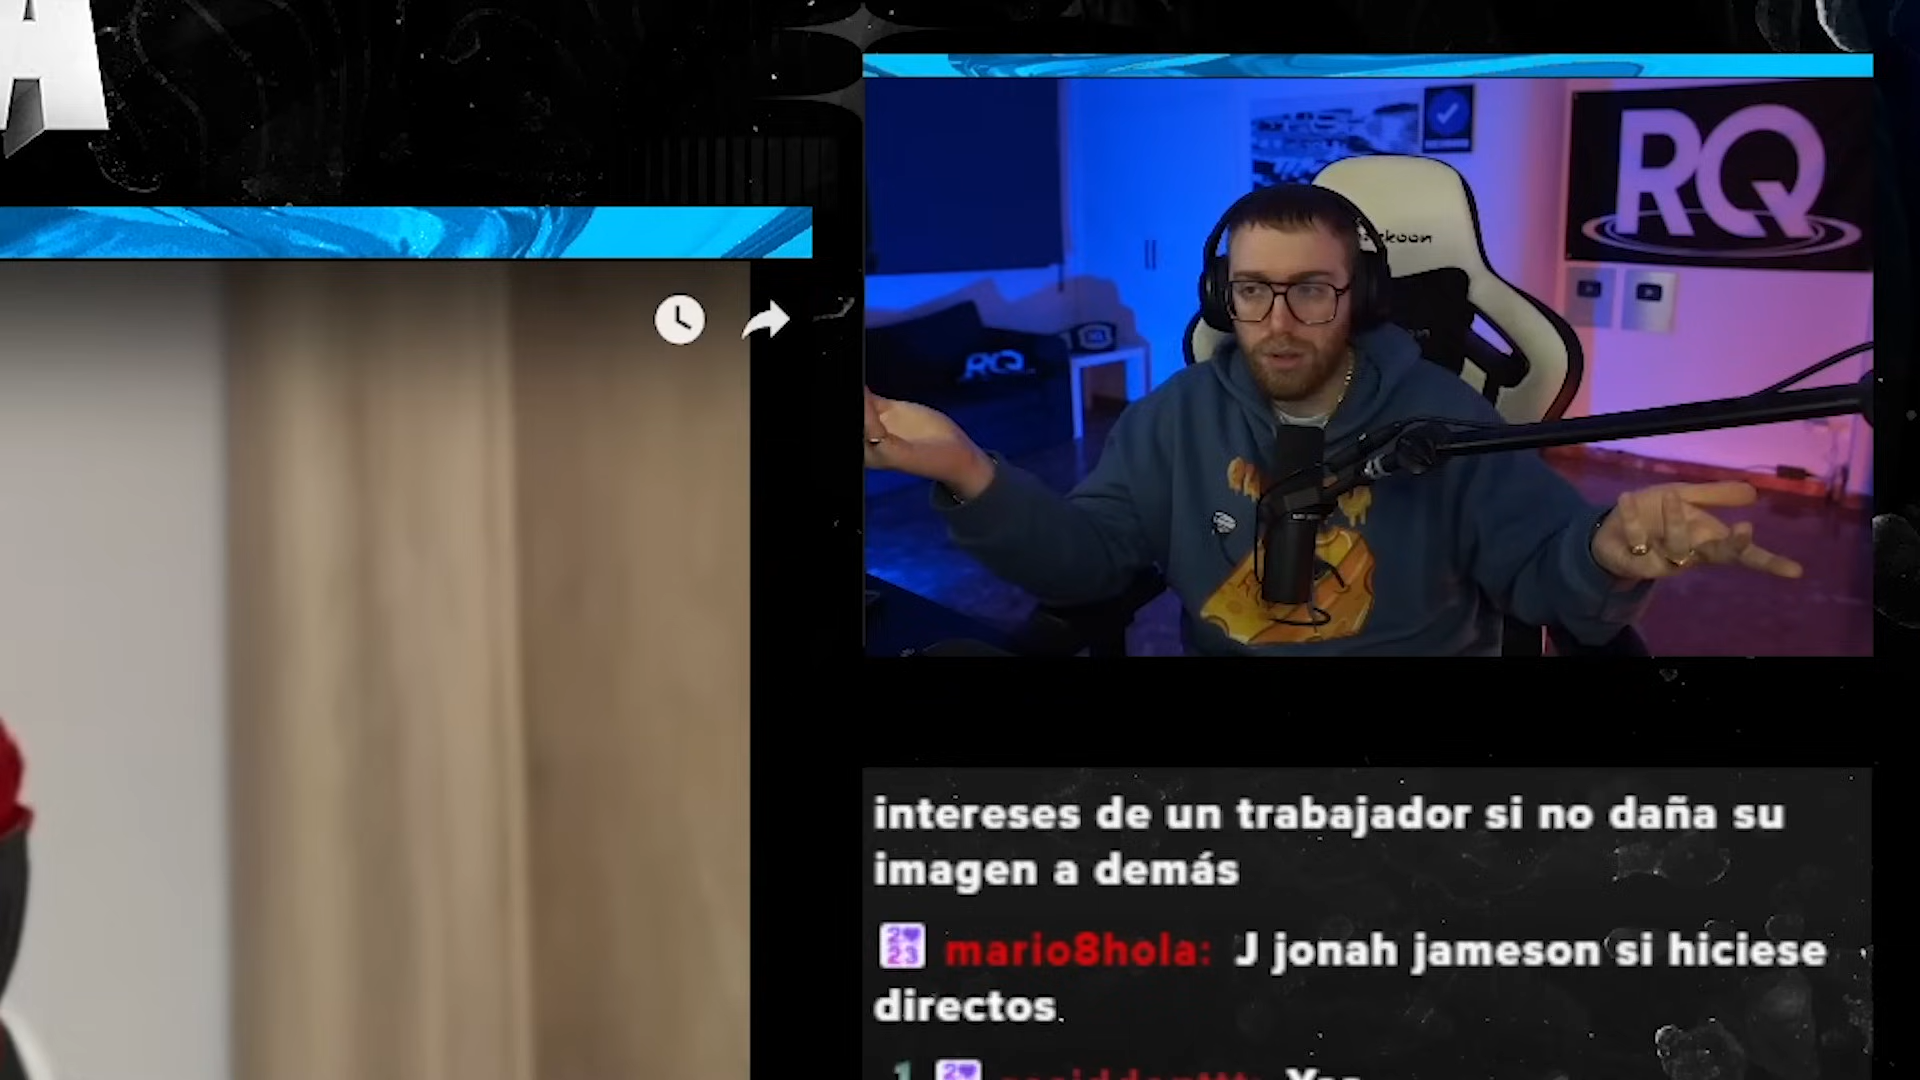 A
RQ
RQ
intereses de un trabajador si no daña su
imagen a demás
mario8hola: J jonah jameson si hiciese
directos.